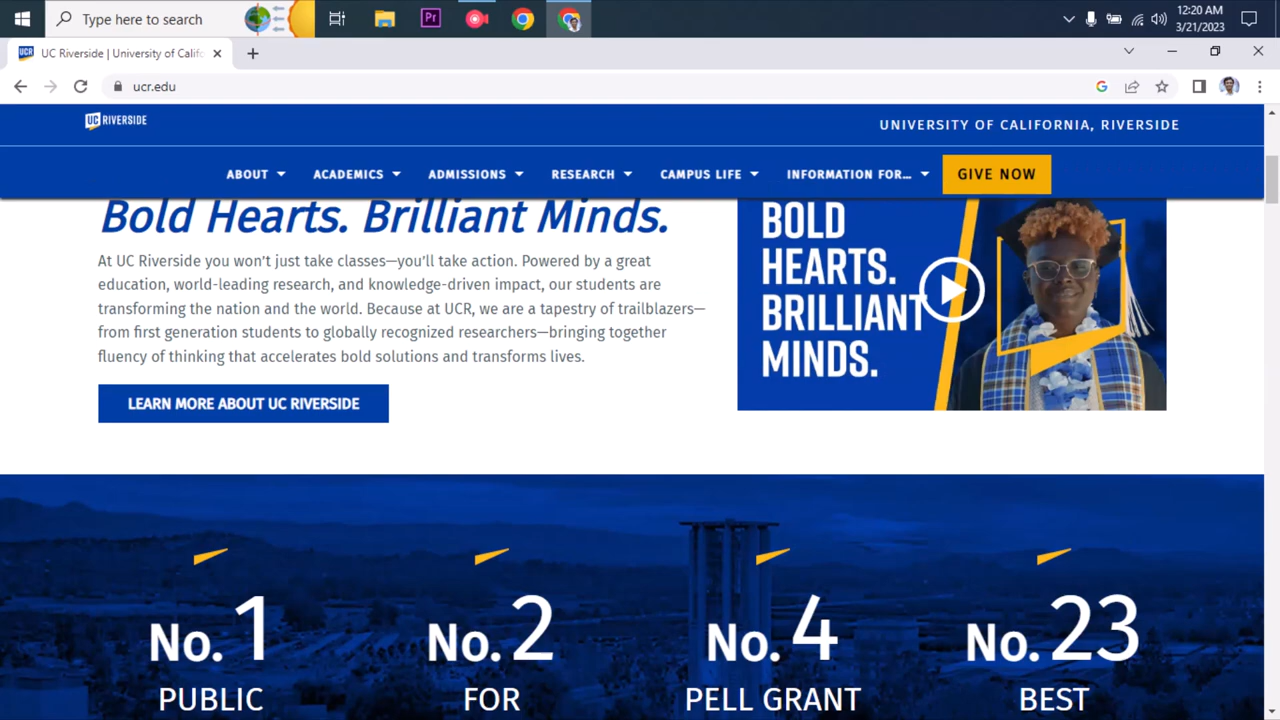 Type here to search
Pr
12:20 AM
3/21/2023
UCR
UC Riverside | University of Califo
ucr.edu
UC RIVERSIDE
UNIVERSITY OF CALIFORNIA, RIVERSIDE
ABOUT
ACADEMICS
ADMISSIONS
RESEARCH
CAMPUS LIFE
INFORMATION FOR...
GIVE NOW
Bold Hearts. Brilliant Minds.
At UC Riverside you won’t just take classes—you’ll take action. Powered by a great
education, world-leading research, and knowledge-driven impact, our students are
transforming the nation and the world. Because at UCR, we are a tapestry of trailblazers—
from first generation students to globally recognized researchers—bringing together
fluency of thinking that accelerates bold solutions and transforms lives.
LEARN MORE ABOUT UC RIVERSIDE
BOLD
HEARTS.
BRILLIANT
MINDS.
No. 1
PUBLIC
No. 2
FOR
No. 4
PELL GRANT
No. 23
BEST